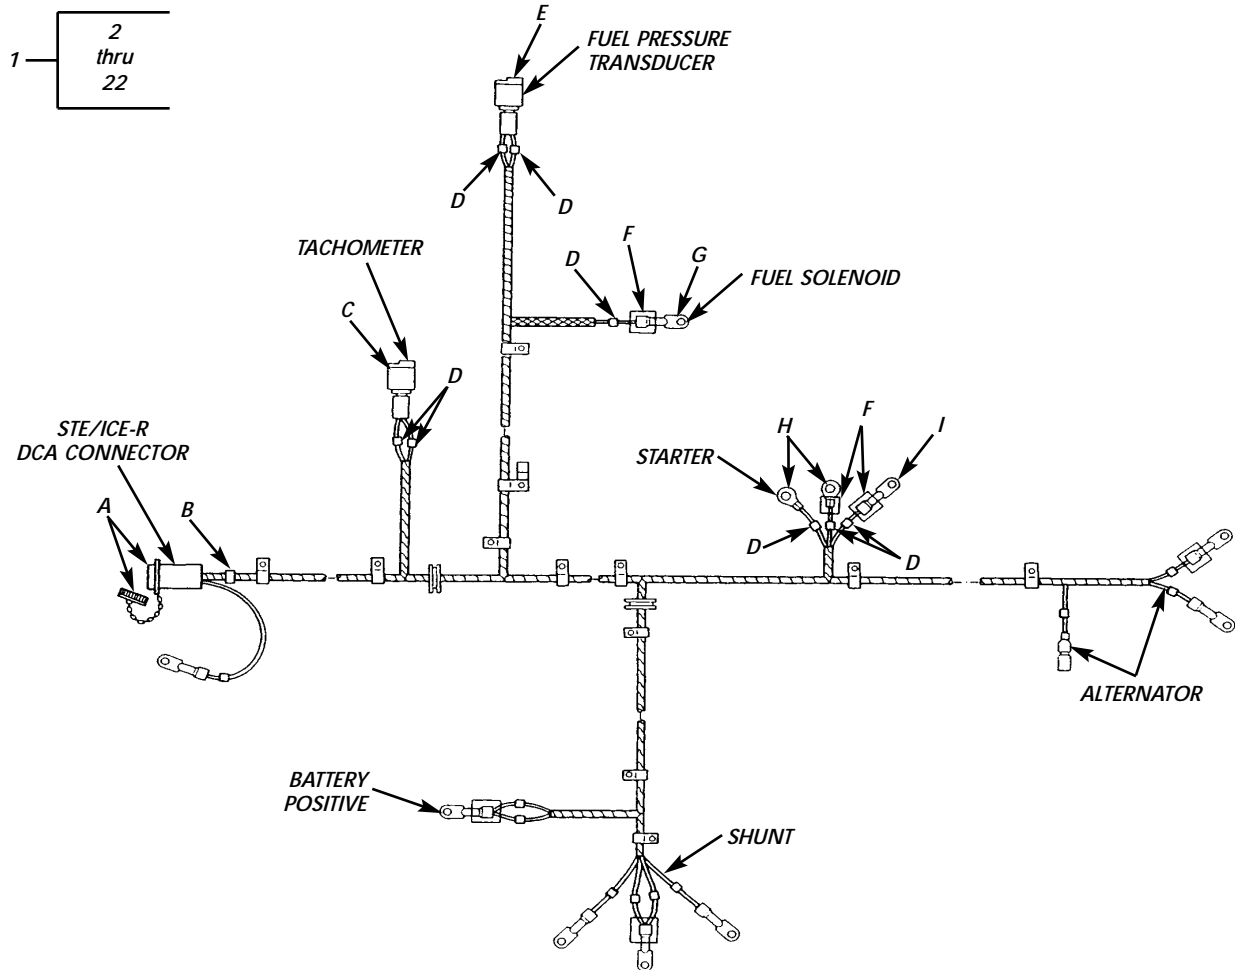 1
2
thru
22
E
FUEL PRESSURE
TRANSDUCER
D
D
TACHOMETER
C
D
F
D
G
FUEL SOLENOID
STE/ICE-R
DCA CONNECTOR
A
B
STARTER
H
F
I
D
D
ALTERNATOR
BATTERY
POSITIVE
SHUNT